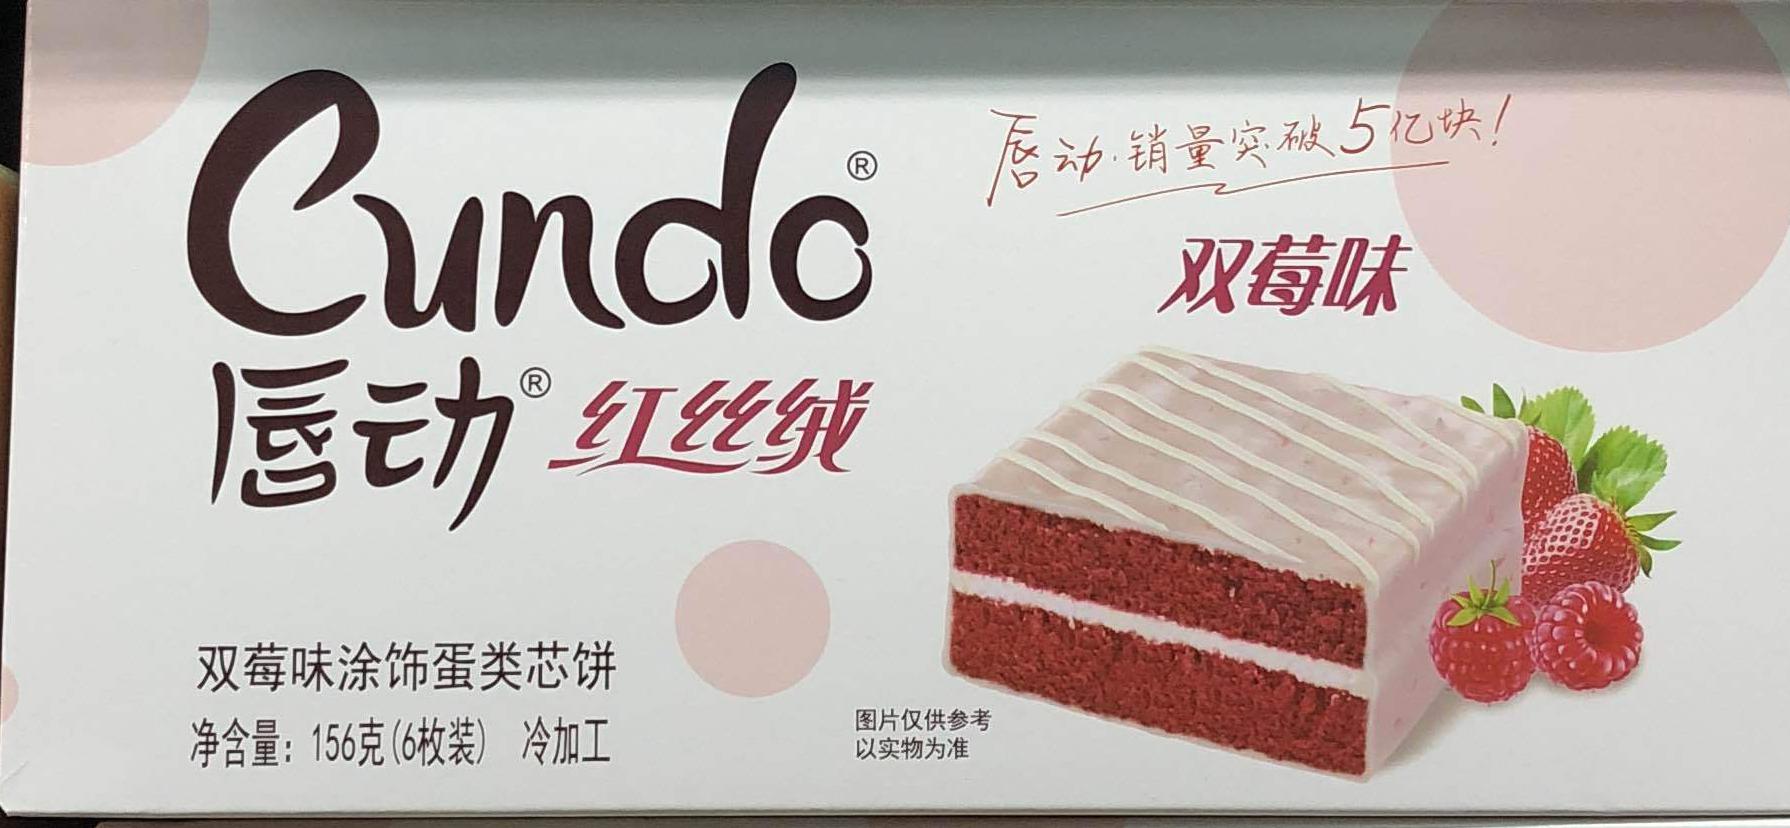 Cundo®
唇动·销量突破5亿块!
双莓味
唇动®红丝绒
双莓味涂饰蛋类芯饼
净含量：156克(6枚装) 冷加工
图片仅供参考
以实物为准